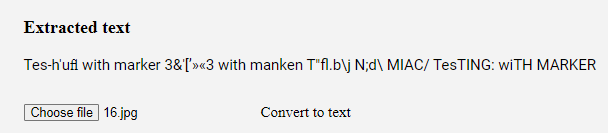 Extracted text
Tes-h'ufl with marker 3&'['»«3 with manken T"fl.b\j N;d\ MIAC/ TesTING: wiTH MARKER
Choose file 16.jpg Convert to text